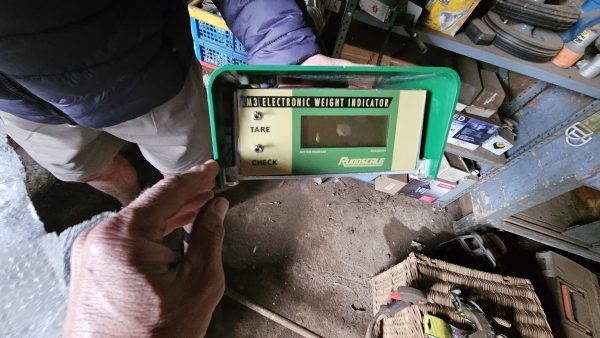 M3 ELECTRONIC WEIGHT INDICATOR
TARE
CHECK
RUDDSCALE